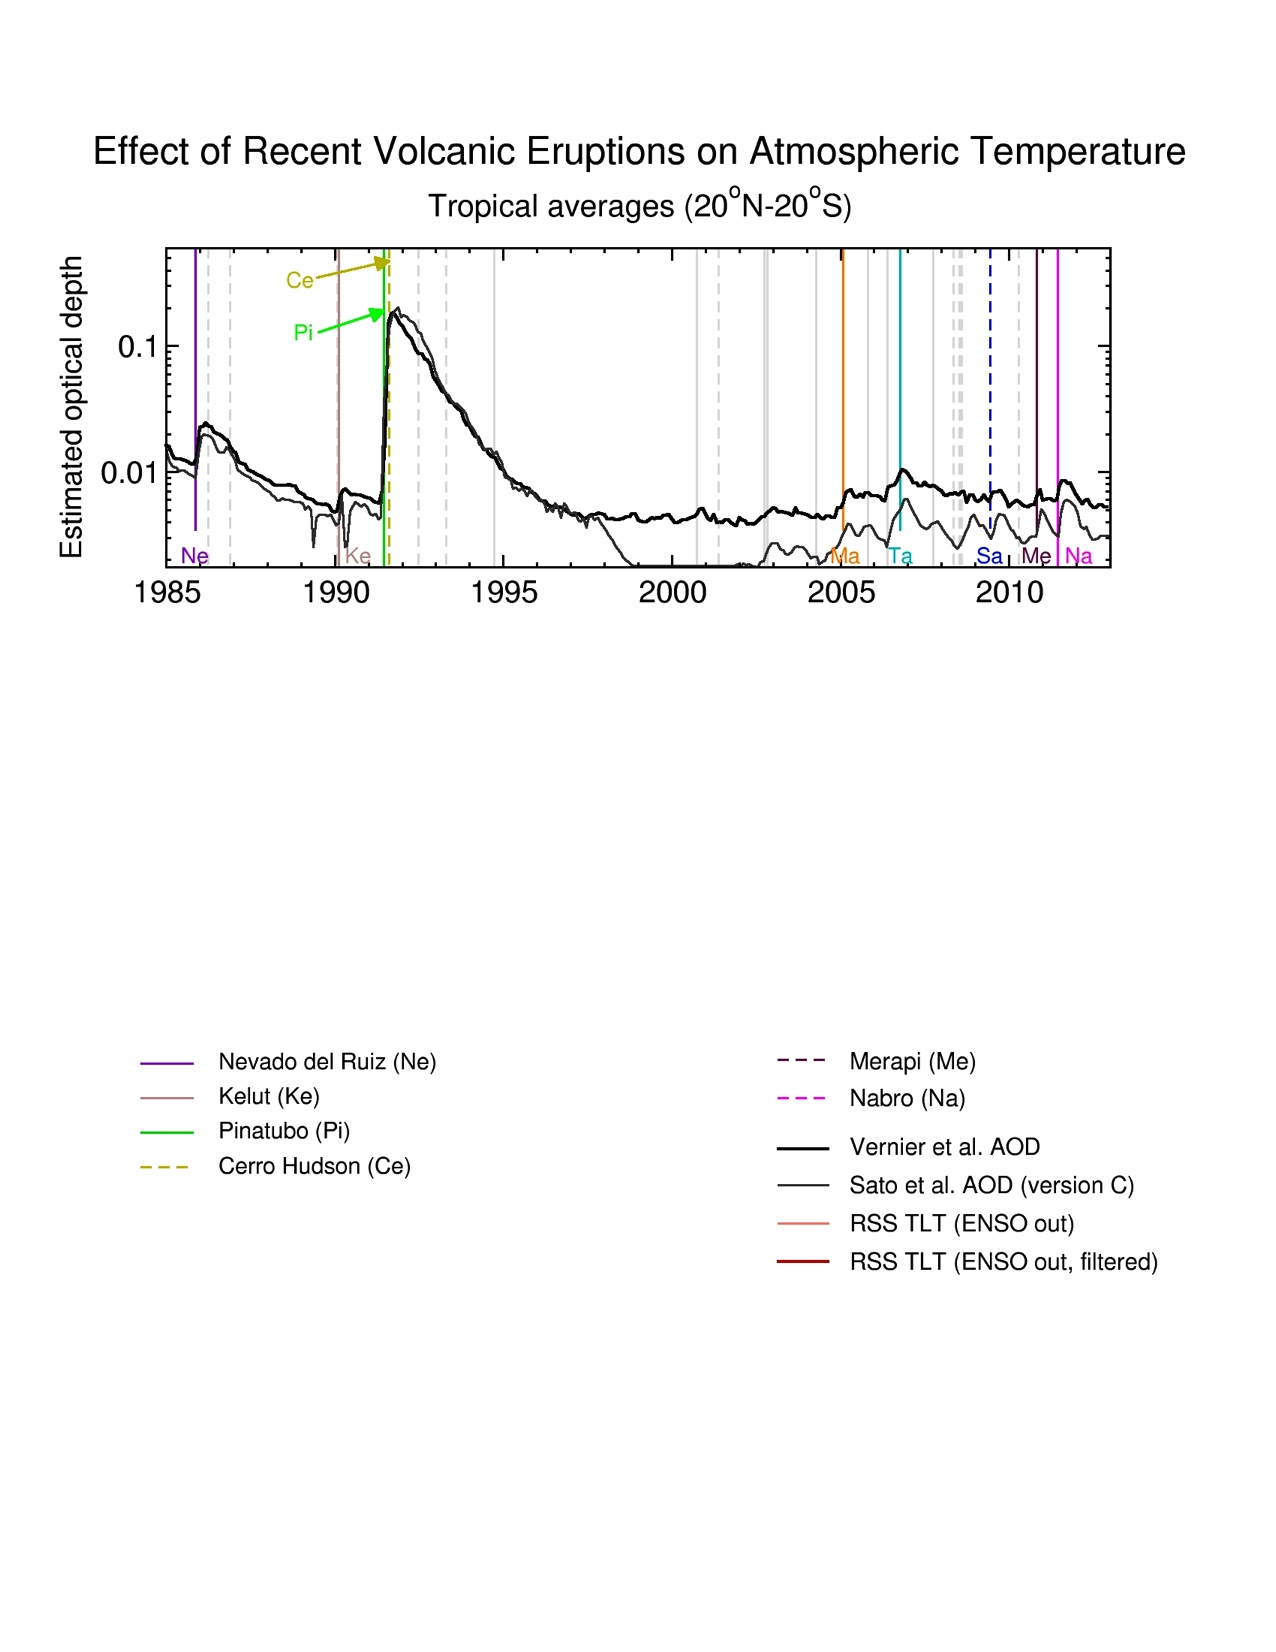 Effect of Recent Volcanic Eruptions on Atmospheric Temperature
Tropical averages (20°N-20°S)
Estimated optical depth
0.1
0.01
Ce
Pi
Ne
Ke
Ma
Ta
Sa
Me
Na
1985
1990
1995
2000
2005
2010
Nevado del Ruiz (Ne)
Kelut (Ke)
Pinatubo (Pi)
Cerro Hudson (Ce)
Merapi (Me)
Nabro (Na)
Vernier et al. AOD
Sato et al. AOD (version C)
RSS TLT (ENSO out)
RSS TLT (ENSO out, filtered)